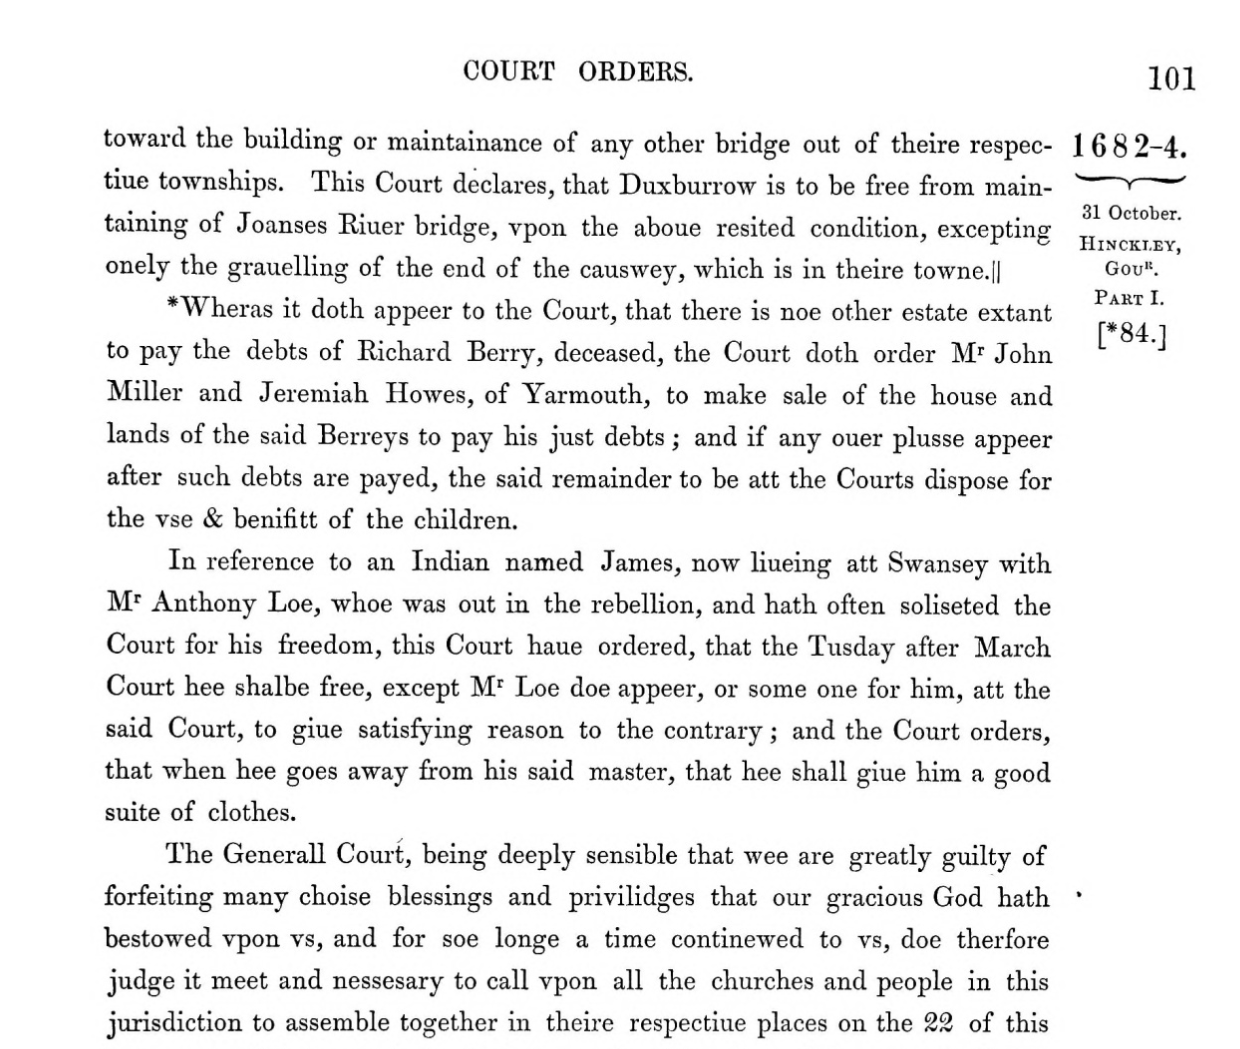 COURT ORDERS.
101
toward the building or maintainance of any other bridge out of theire respec-
tiue townships. This Court declares, that Duxburrow is to be free from main-
taining of Joanses Riuer bridge, vpon the aboue resited condition, excepting
onely the grauelling of the end of the causwey, which is in theire towne.||
*Wheras it doth appeer to the Court, that there is noe other estate extant
to pay the debts of Richard Berry, deceased, the Court doth order Mʳ John
Miller and Jeremiah Howes, of Yarmouth, to make sale of the house and
lands of the said Berreys to pay his just debts; and if any ouer plusse appeer
after such debts are payed, the said remainder to be att the Courts dispose for
the vse & benifitt of the children.
In reference to an Indian named James, now liueing att Swansey with
Mʳ Anthony Loe, whoe was out in the rebellion, and hath often soliseted the
Court for his freedom, this Court haue ordered, that the Tusday after March
Court hee shalbe free, except Mʳ Loe doe appeer, or some one for him, att the
said Court, to giue satisfying reason to the contrary; and the Court orders,
that when hee goes away from his said master, that hee shall giue him a good
suite of clothes.
The Generall Court, being deeply sensible that wee are greatly guilty of
forfeiting many choise blessings and privilidges that our gracious God hath
bestowed vpon vs, and for soe longe a time continewed to vs, doe therfore
judge it meet and nessesary to call vpon all the churches and people in this
jurisdiction to assemble together in theire respectiue places on the 22 of this
1682-4.
31 October.
HINCKLEY,
GOUᴿ.
PART I.
[*84.]